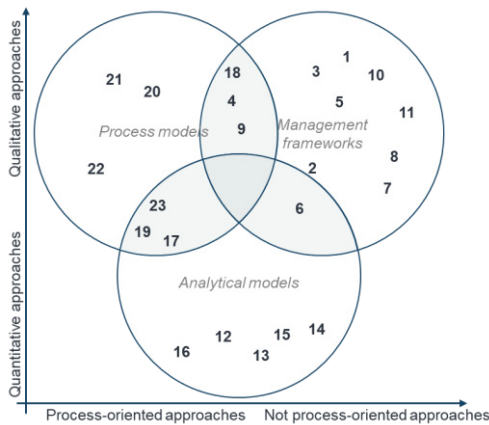 Qualitative approaches
Quantitative approaches
1
18
3
10
21
20
4
5
11
9
Process models
Management
frameworks
8
22
2
7
23
6
19
17
Analytical models
14
12
15
16
13
Process-oriented approaches
Not process-oriented approaches